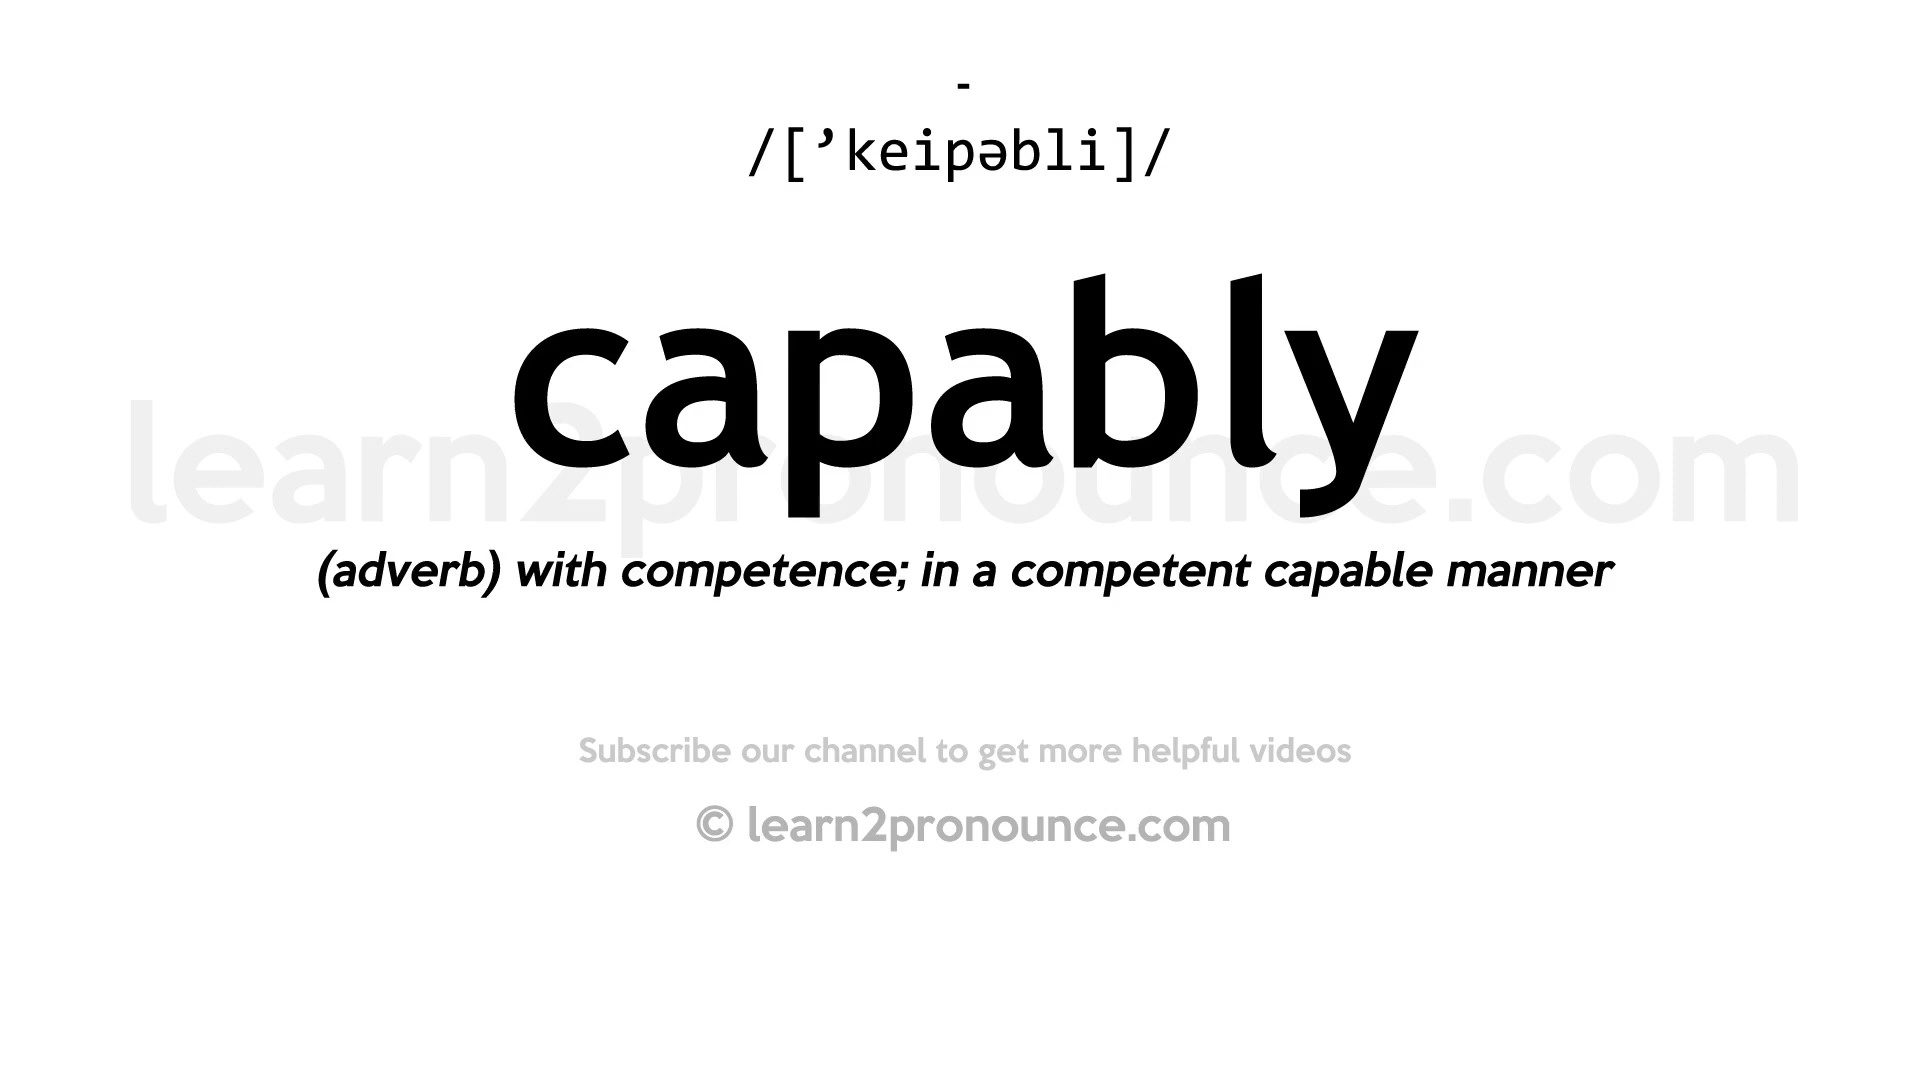 -
/[’keipəbli]/
capably
learn2pronounce.com
(adverb) with competence; in a competent capable manner
Subscribe our channel to get more helpful videos
© learn2pronounce.com